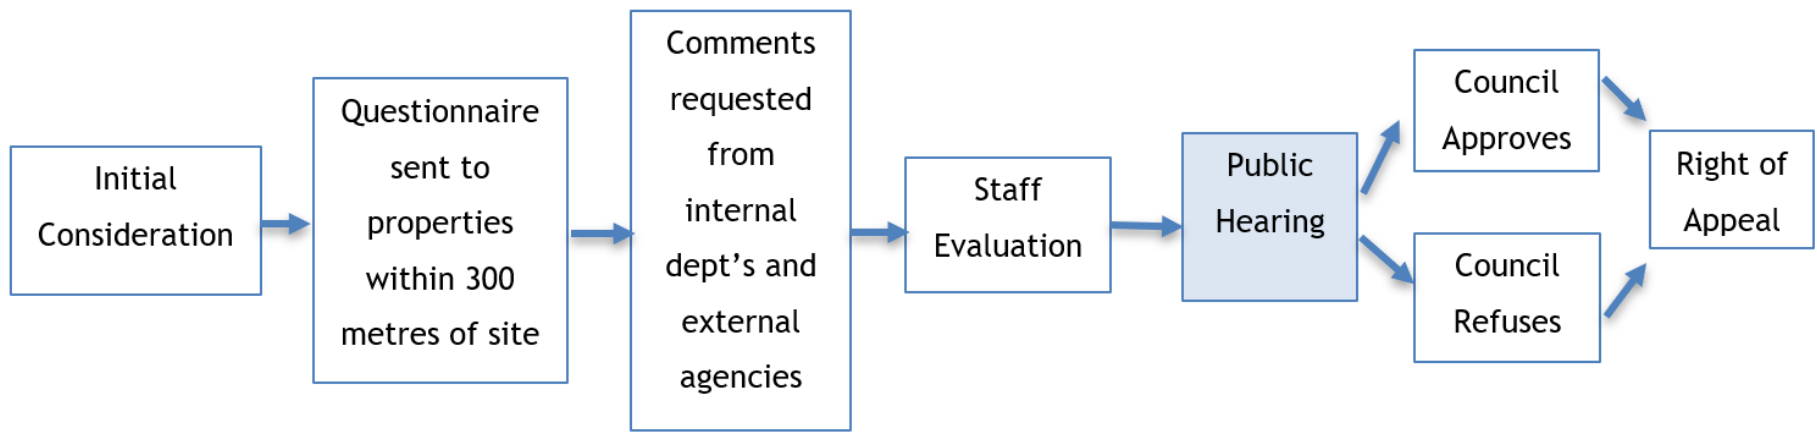 Initial
Consideration
Questionnaire
sent to
properties
within 300
metres of site
Comments
requested
from
internal
dept's and
external
agencies
Staff
Evaluation
Public
Hearing
Council
Approves
Council
Refuses
Right of
Appeal